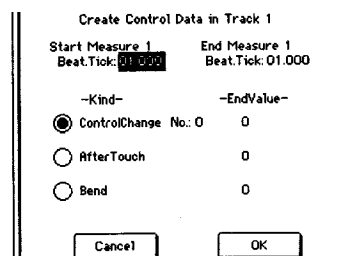 Create Control Data in Track 1
Start Measure 1 End Measure 1
Beat.Tick: 01.000 Beat.Tick: 01.000
-Kind- -EndValue-
ControlChange No.: 0 0
AfterTouch 0
Bend 0
Cancel OK